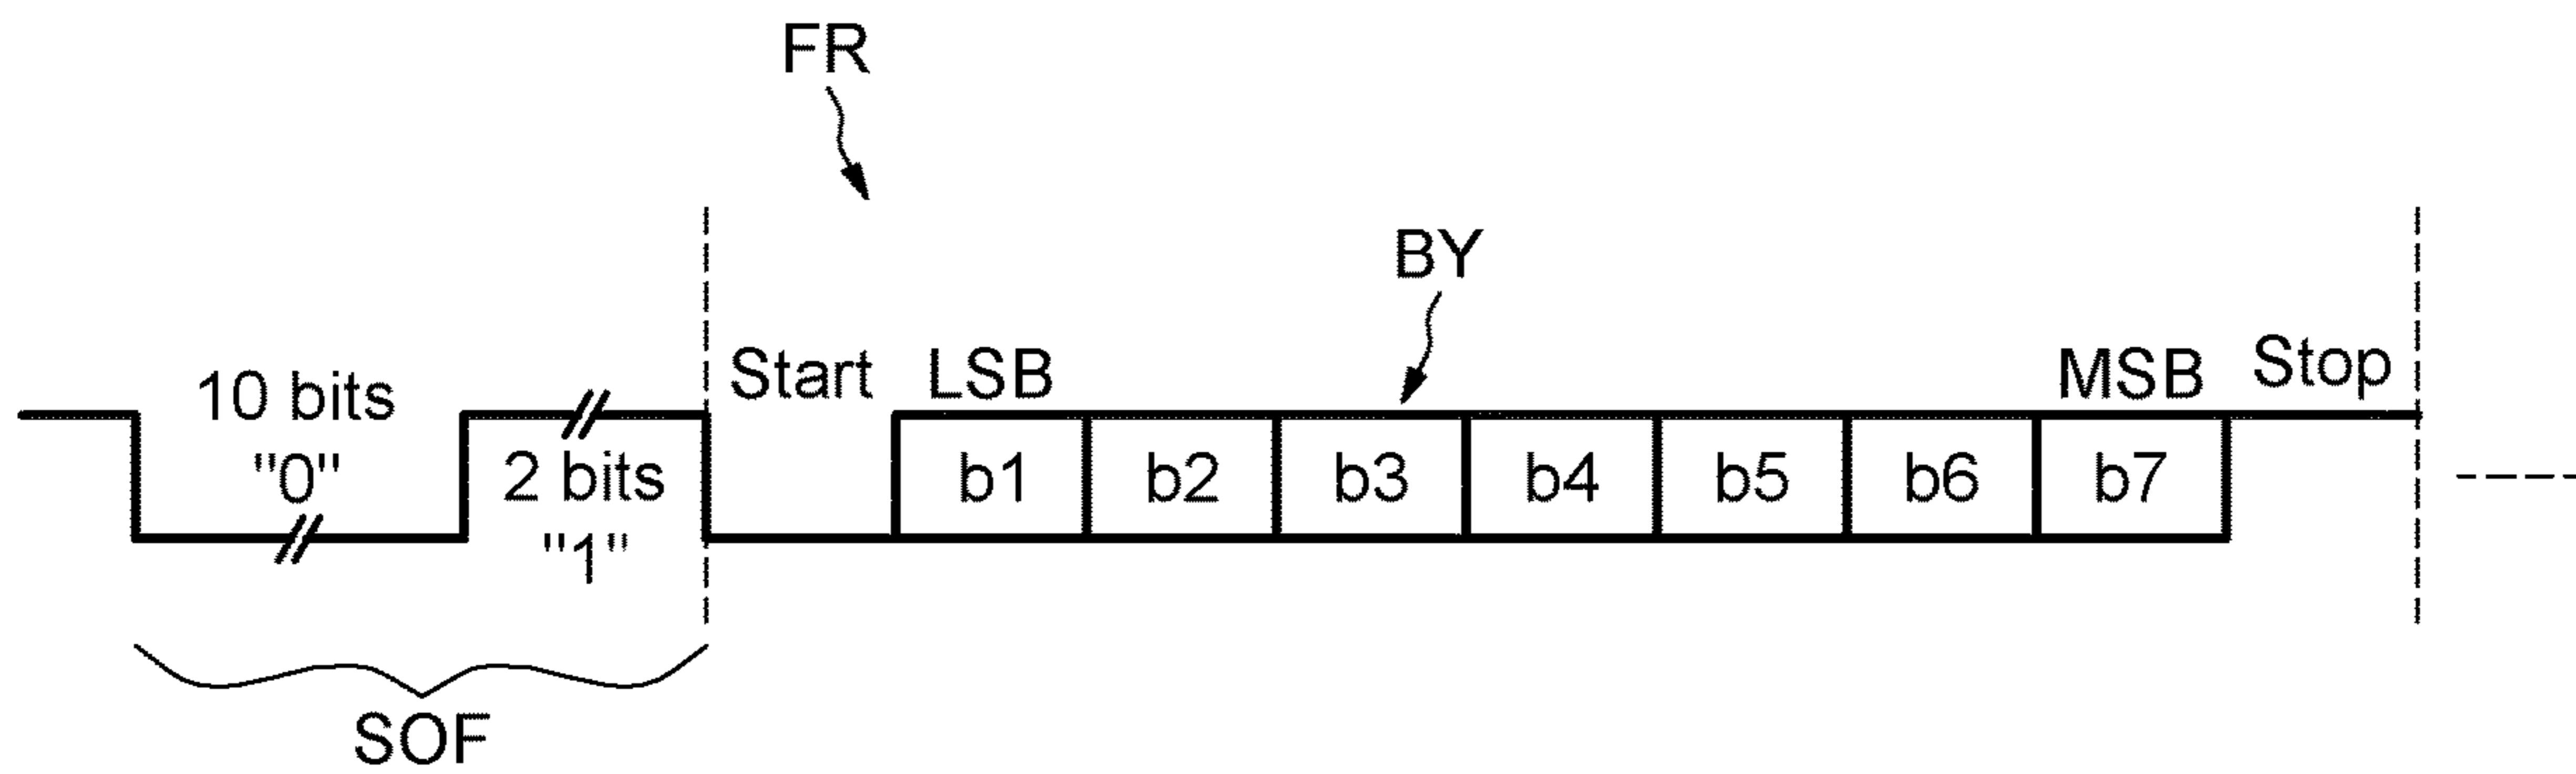 FR
BY
Start LSB MSB Stop
10 bits
"0"
2 bits
"1"
b1 b2 b3 b4 b5 b6 b7
SOF